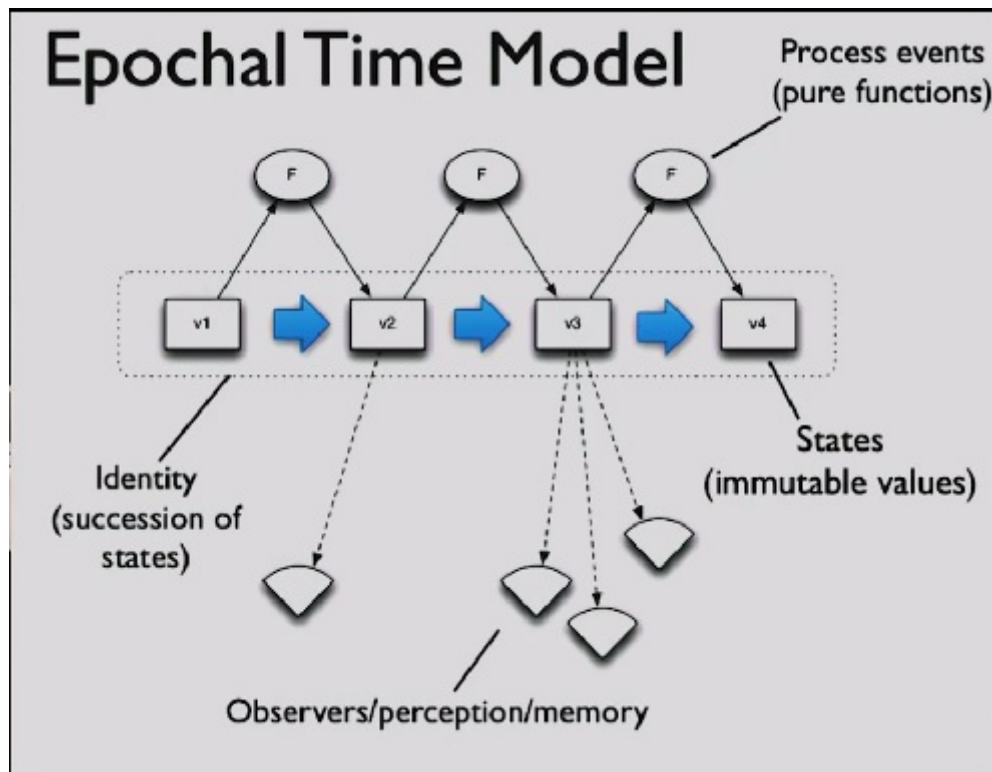 Epochal Time Model
Process events
(pure functions)
F
F
F
v1
v2
v3
v4
Identity
(succession of
states)
States
(immutable values)
Observers/perception/memory